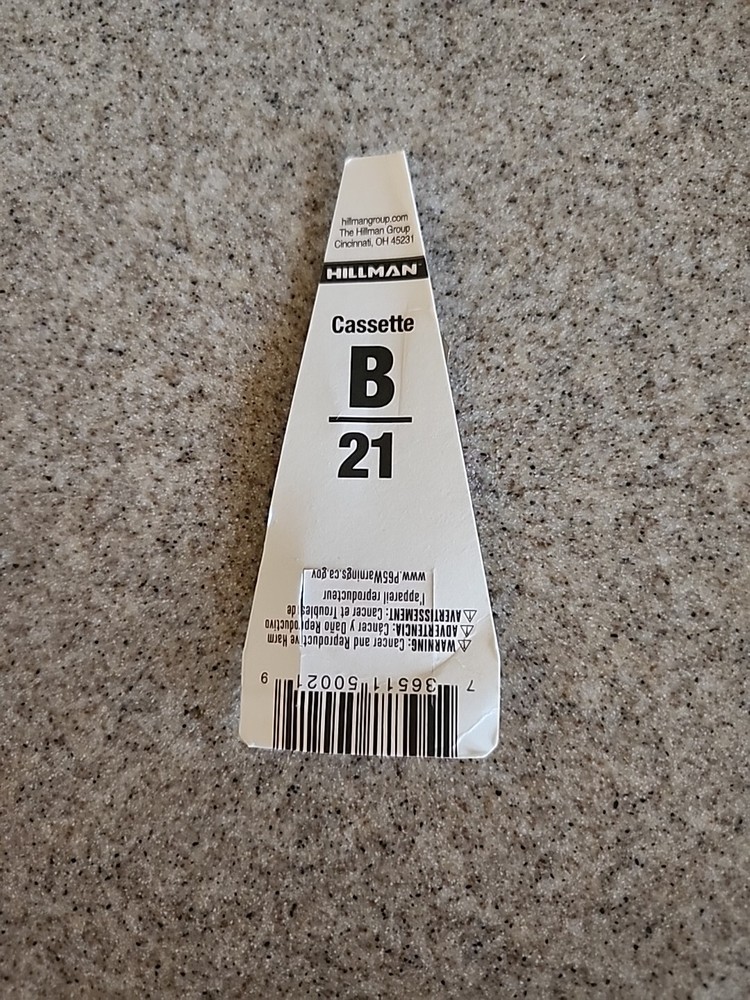 hillmangroup.com
The Hillman Group
Cincinnati, OH 45231
HILLMAN
Cassette
B
21
⚠WARNING: Cancer and Reproductive Harm
⚠ADVERTENCIA: Cáncer y Daño Reproductivo
⚠AVERTISSEMENT: Cancer et Troubles de
l'appareil reproducteur
www.P65Warnings.ca.gov
7 36511 50021 9